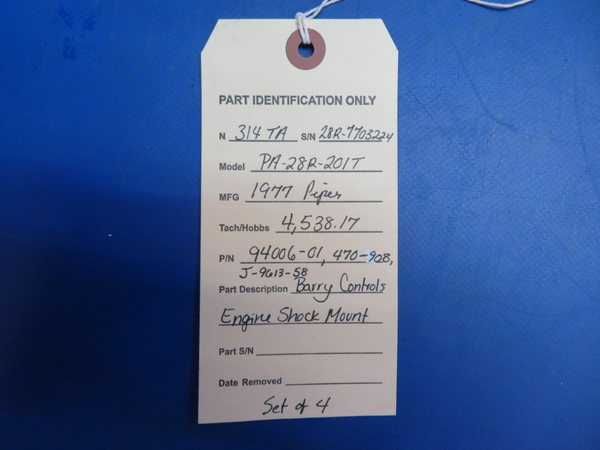 PART IDENTIFICATION ONLY
N 314TA S/N 28R-7703224
Model PA-28R-201T
MFG 1977 Piper
Tach/Hobbs 4,538.17
P/N 94006-01, 470-908,
J-9613-58
Part Description Barry Controls
Engine Shock Mount
Part S/N
Date Removed
Set of 4